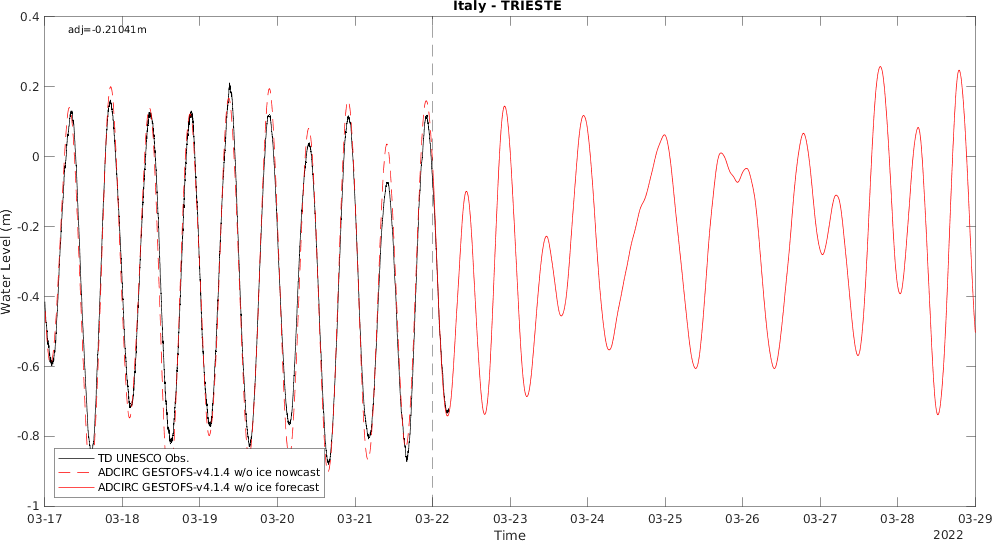 Italy - TRIESTE
adj=-0.21041m
0.4
0.2
0
-0.2
-0.4
-0.6
-0.8
-1
Water Level (m)
TD UNESCO Obs.
ADCIRC GESTOFS-v4.1.4 w/o ice nowcast
ADCIRC GESTOFS-v4.1.4 w/o ice forecast
03-17 03-18 03-19 03-20 03-21 03-22 03-23 03-24 03-25 03-26 03-27 03-28 03-29
Time
2022